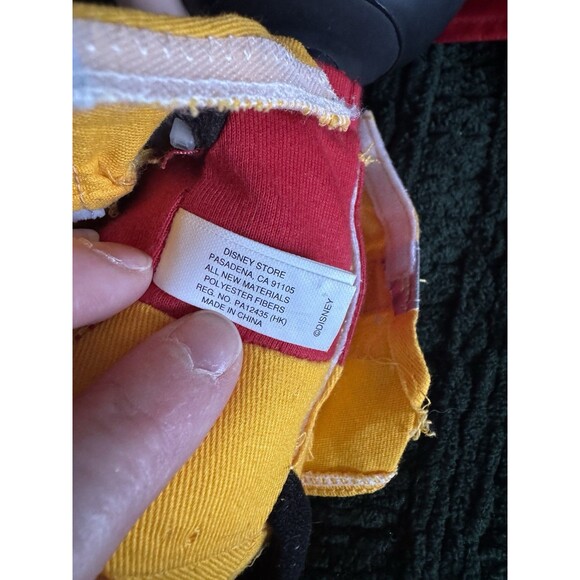 DISNEY STORE
PASADENA, CA 91105
ALL NEW MATERIALS
POLYESTER FIBERS
REG. NO. PA12435 (HK)
MADE IN CHINA
©DISNEY